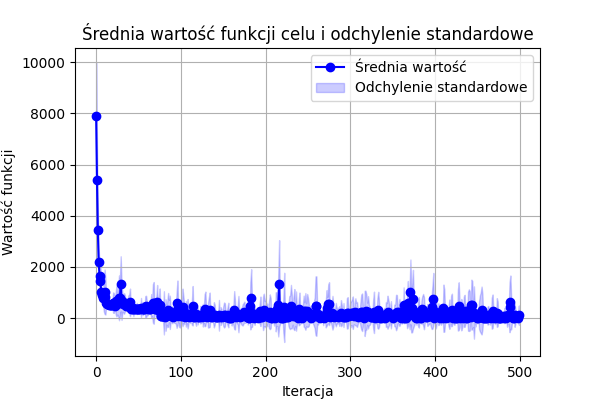 Średnia wartość funkcji celu i odchylenie standardowe
Średnia wartość
Odchylenie standardowe
Wartość funkcji
10000
8000
6000
4000
2000
0
0 100 200 300 400 500
Iteracja